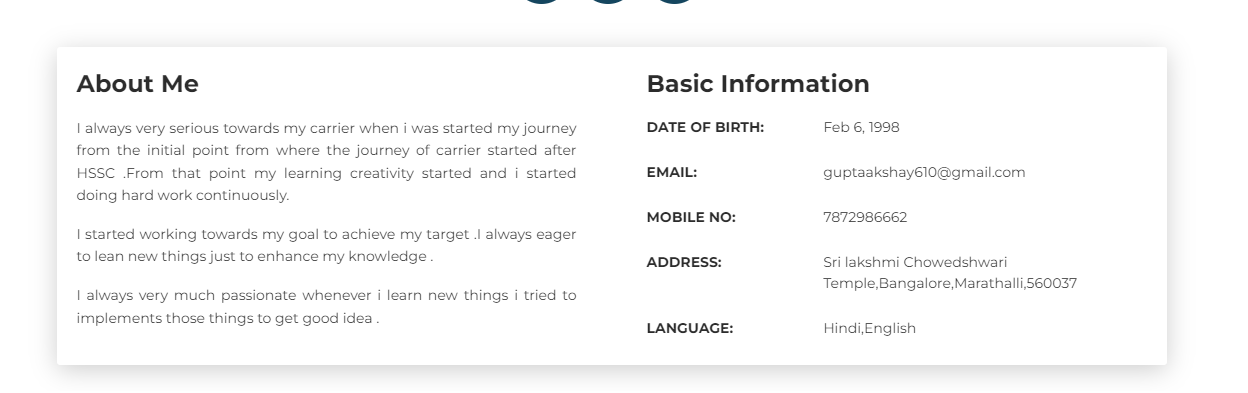 About Me
I always very serious towards my carrier when i was started my journey
from the initial point from where the journey of carrier started after
HSSC .From that point my learning creativity started and i started
doing hard work continuously.
I started working towards my goal to achieve my target .I always eager
to lean new things just to enhance my knowledge .
I always very much passionate whenever i learn new things i tried to
implements those things to get good idea .
Basic Information
DATE OF BIRTH: Feb 6, 1998
EMAIL: guptaakshay610@gmail.com
MOBILE NO: 7872986662
ADDRESS: Sri lakshmi Chowedshwari
Temple,Bangalore,Marathalli,560037
LANGUAGE: Hindi,English